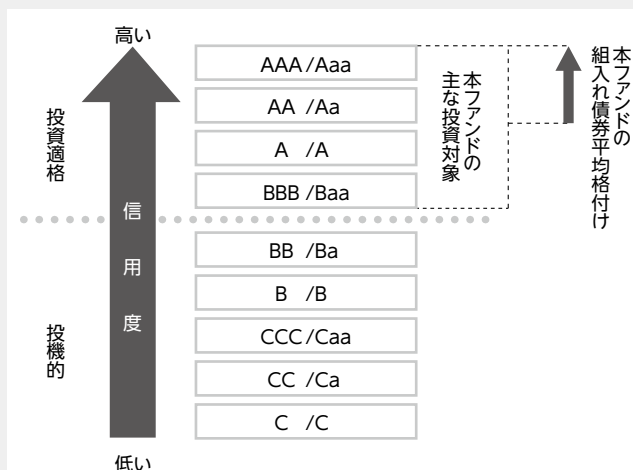 高い
投資適格
投機的
信用度
低い
AAA/Aaa
AA /Aa
A /A
BBB/Baa
BB /Ba
B /B
CCC/Caa
CC /Ca
C /C
本ファンドの
主な投資対象
本ファンドの
組入れ債券平均格付け